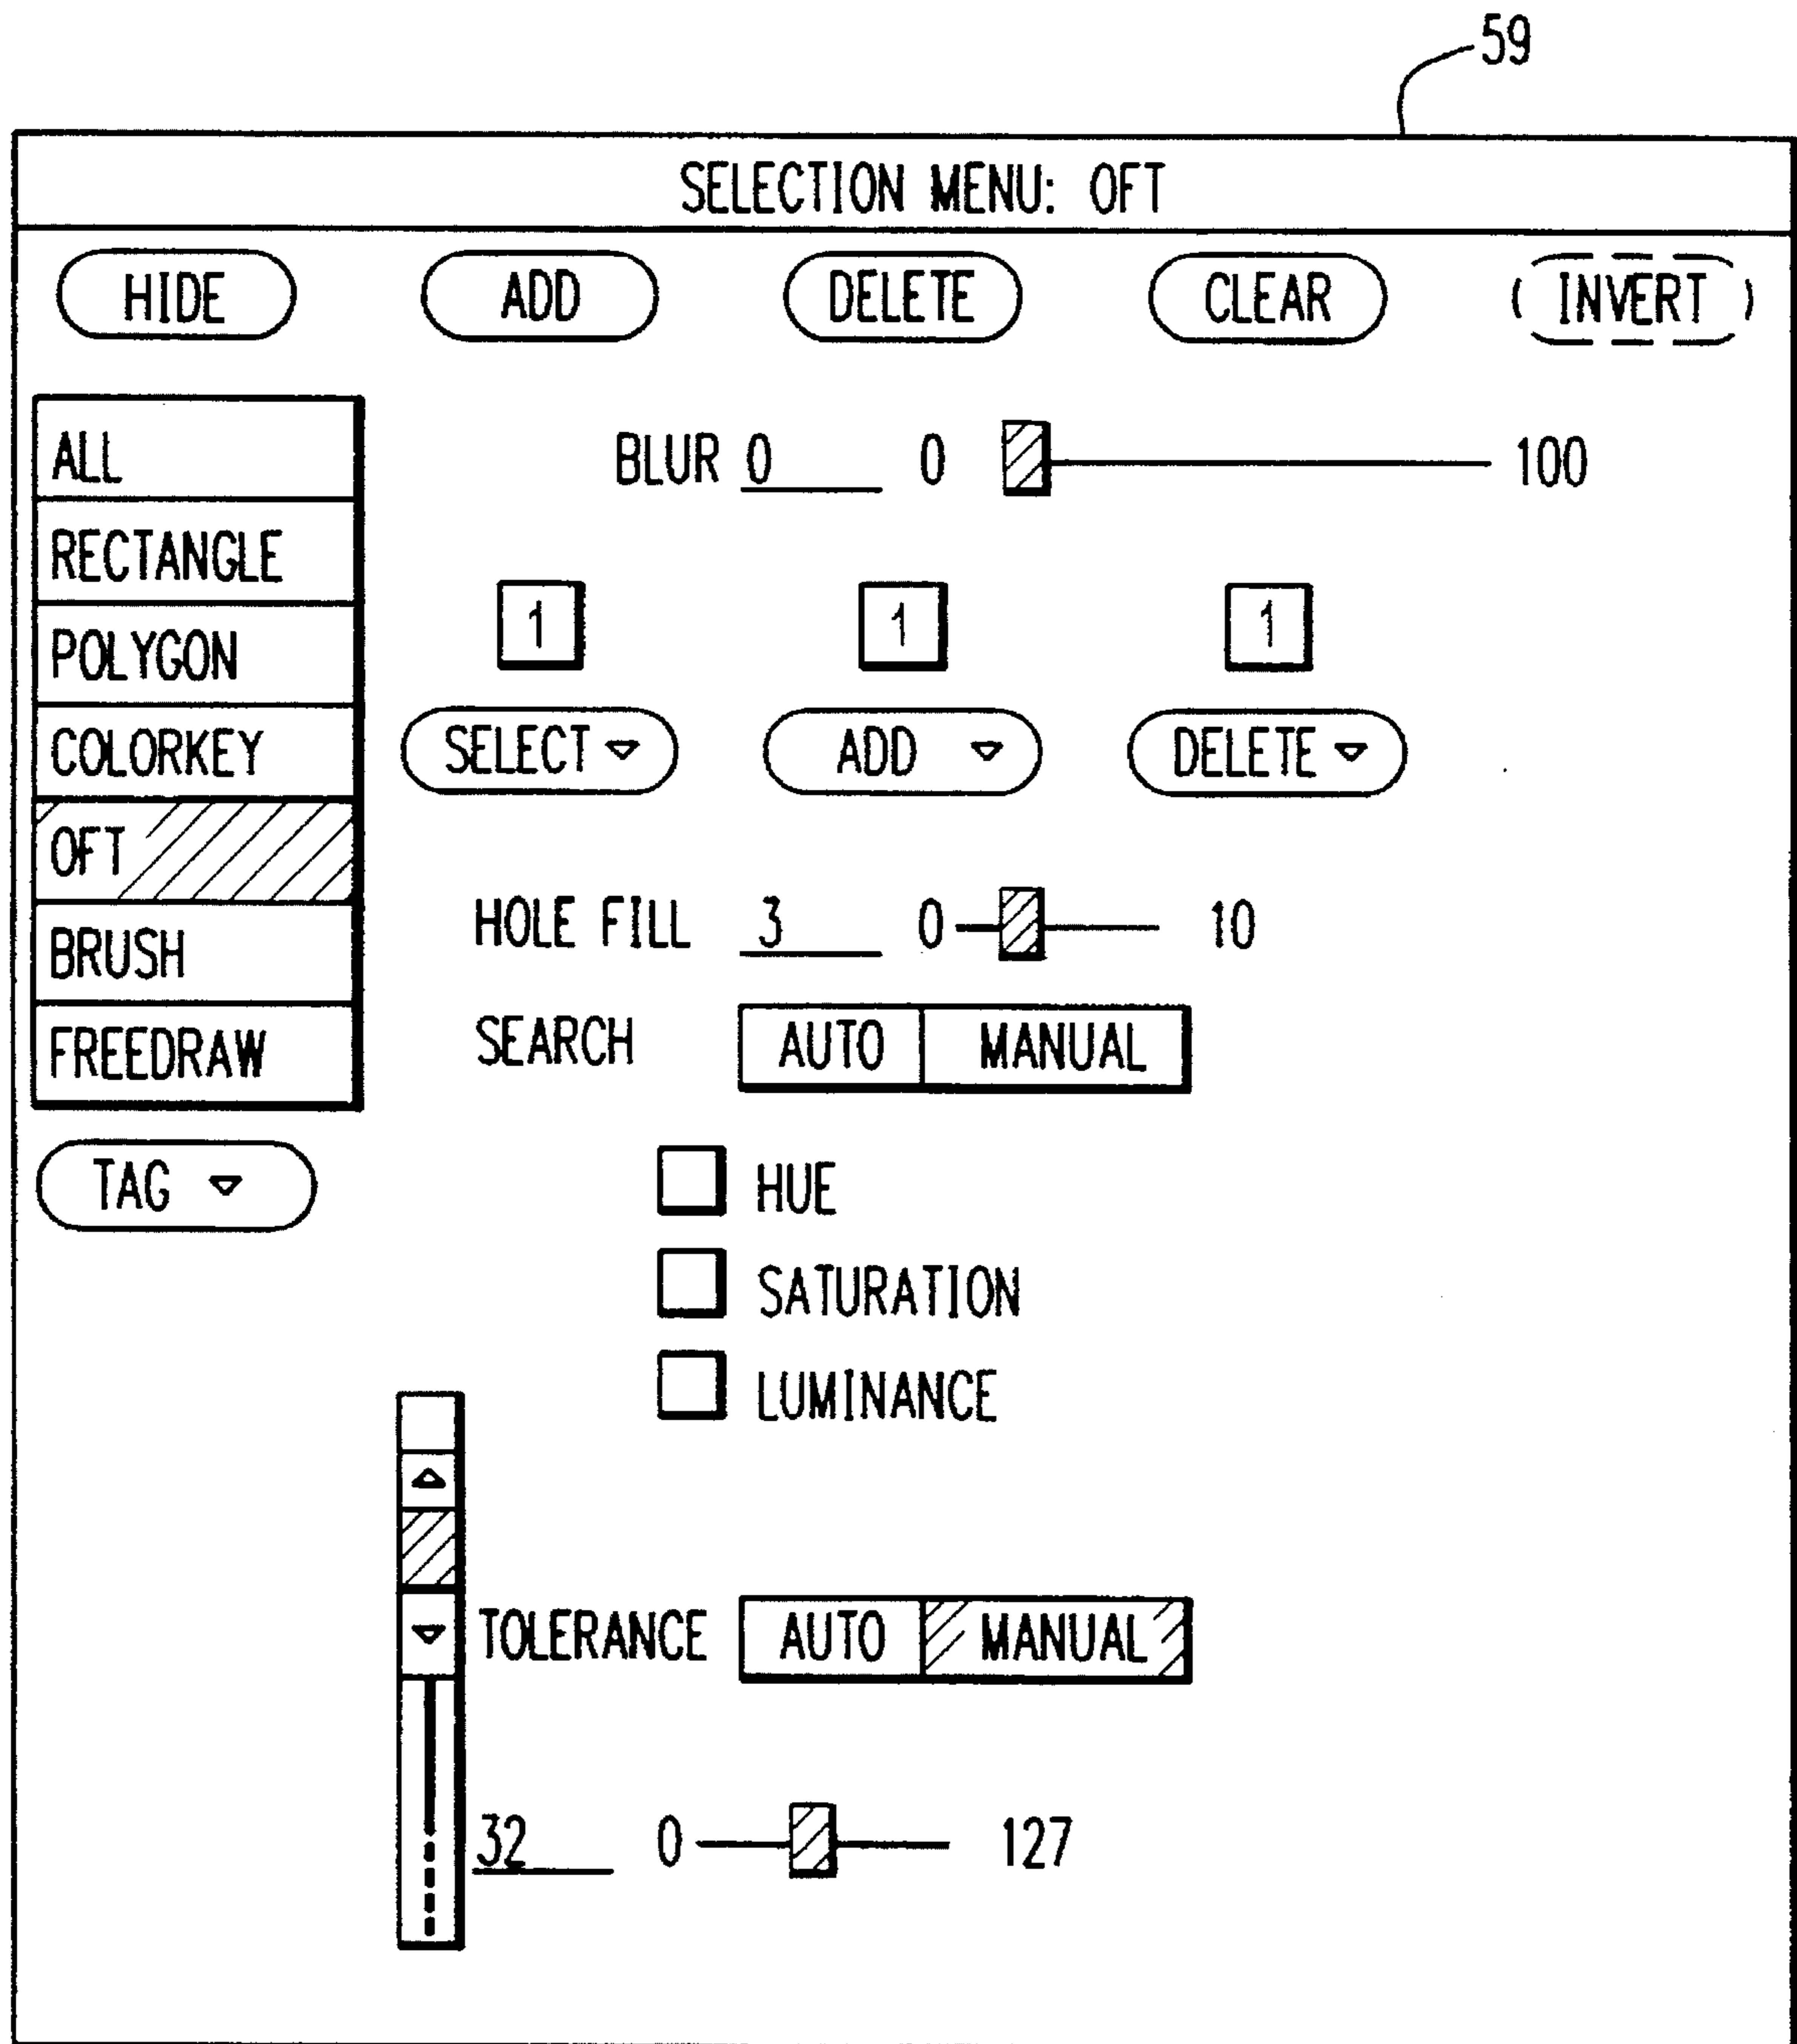 59
SELECTION MENU: OFT
HIDE ADD DELETE CLEAR INVERT
ALL
RECTANGLE
POLYGON
COLORKEY
OFT
BRUSH
FREEDRAW
TAG
BLUR 0 0 100
1 1 1
SELECT ADD DELETE
HOLE FILL 3 0 10
SEARCH AUTO MANUAL
HUE
SATURATION
LUMINANCE
TOLERANCE AUTO MANUAL
32 0 127